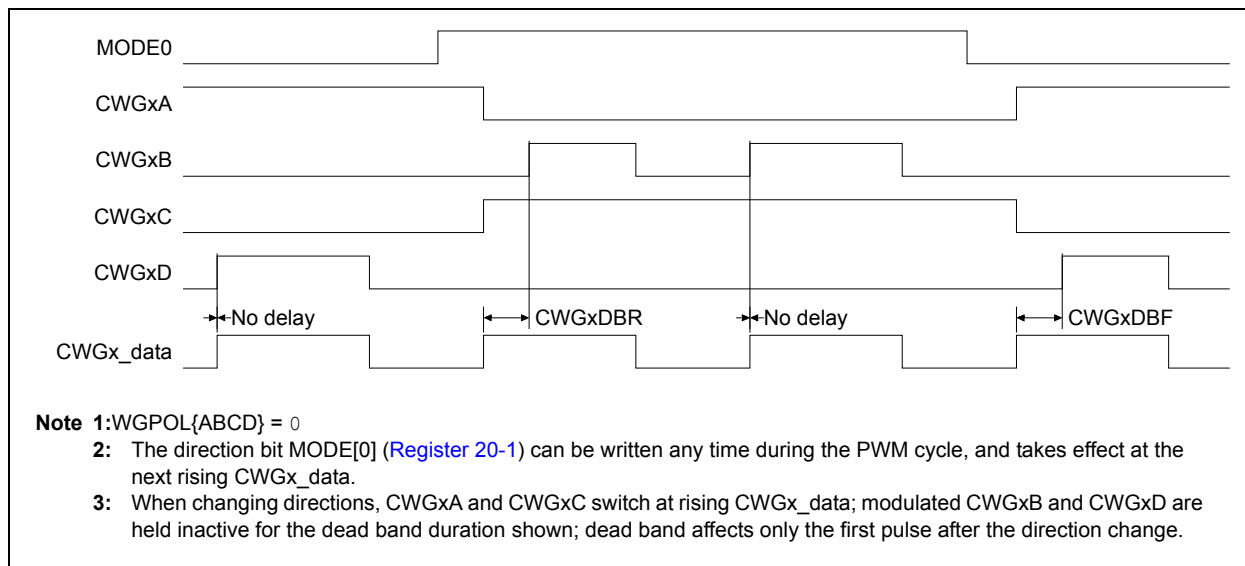 MODE0
CWGxA
CWGxB
CWGxC
CWGxD
No delay
CWGxDBR
No delay
CWGxDBF
CWGx_data
Note 1:WGPOL{ABCD} = 0
2: The direction bit MODE[0] (Register 20-1) can be written any time during the PWM cycle, and takes effect at the
next rising CWGx_data.
3: When changing directions, CWGxA and CWGxC switch at rising CWGx_data; modulated CWGxB and CWGxD are
held inactive for the dead band duration shown; dead band affects only the first pulse after the direction change.